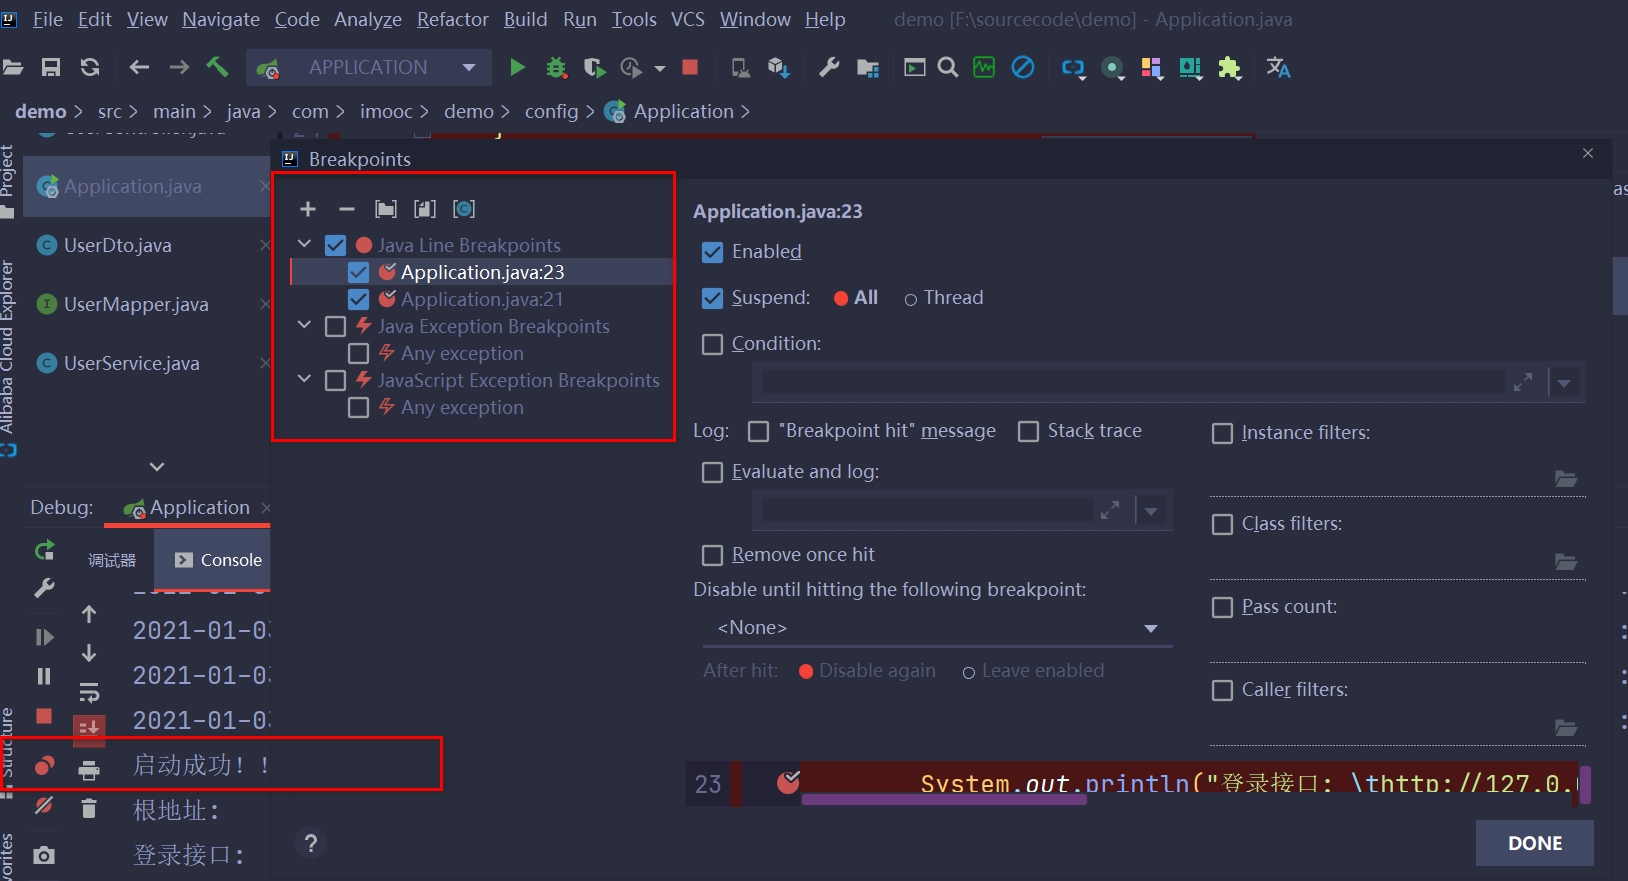 File Edit View Navigate Code Analyze Refactor Build Run Tools VCS Window Help demo [F:\sourcecode\demo] - Application.java
APPLICATION
demo > src > main > java > com > imooc > demo > config > Application >
Project
Application.java
UserDto.java
UserMapper.java
UserService.java
Alibaba Cloud Explorer
Breakpoints
Java Line Breakpoints
Application.java:23
Application.java:21
Java Exception Breakpoints
Any exception
JavaScript Exception Breakpoints
Any exception
Application.java:23
Enabled
Suspend: All Thread
Condition:
Log: "Breakpoint hit" message Stack trace
Evaluate and log:
Remove once hit
Disable until hitting the following breakpoint:
<None>
After hit: Disable again Leave enabled
Instance filters:
Class filters:
Pass count:
Caller filters:
23 System.out.println("登录接口: \thttp://127.0.
? DONE
Debug: Application
调试器 Console
2021-01-03
2021-01-03
2021-01-03
启动成功！！
根地址:
登录接口:
Structure